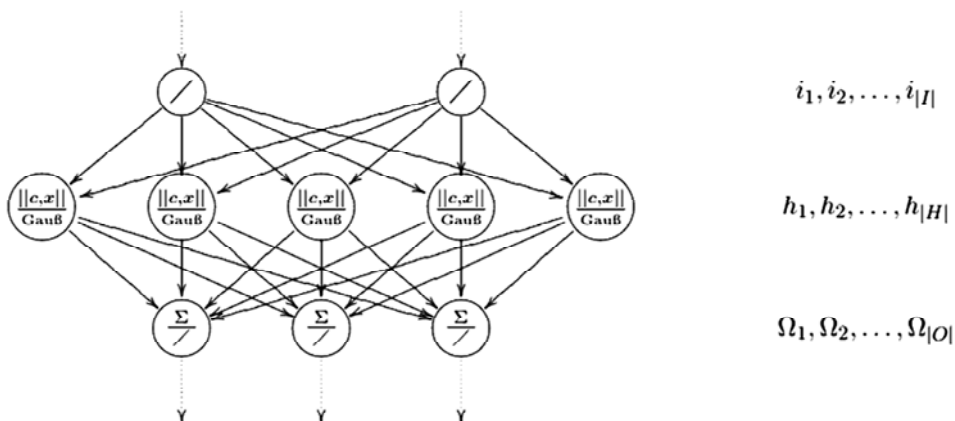 i₁, i₂, …, i|I|
||c,x|| ||c,x|| ||c,x|| ||c,x|| ||c,x||
Gauß Gauß Gauß Gauß Gauß
h₁, h₂, …, h|H|
Σ Σ Σ
Ω₁, Ω₂, …, Ω|O|